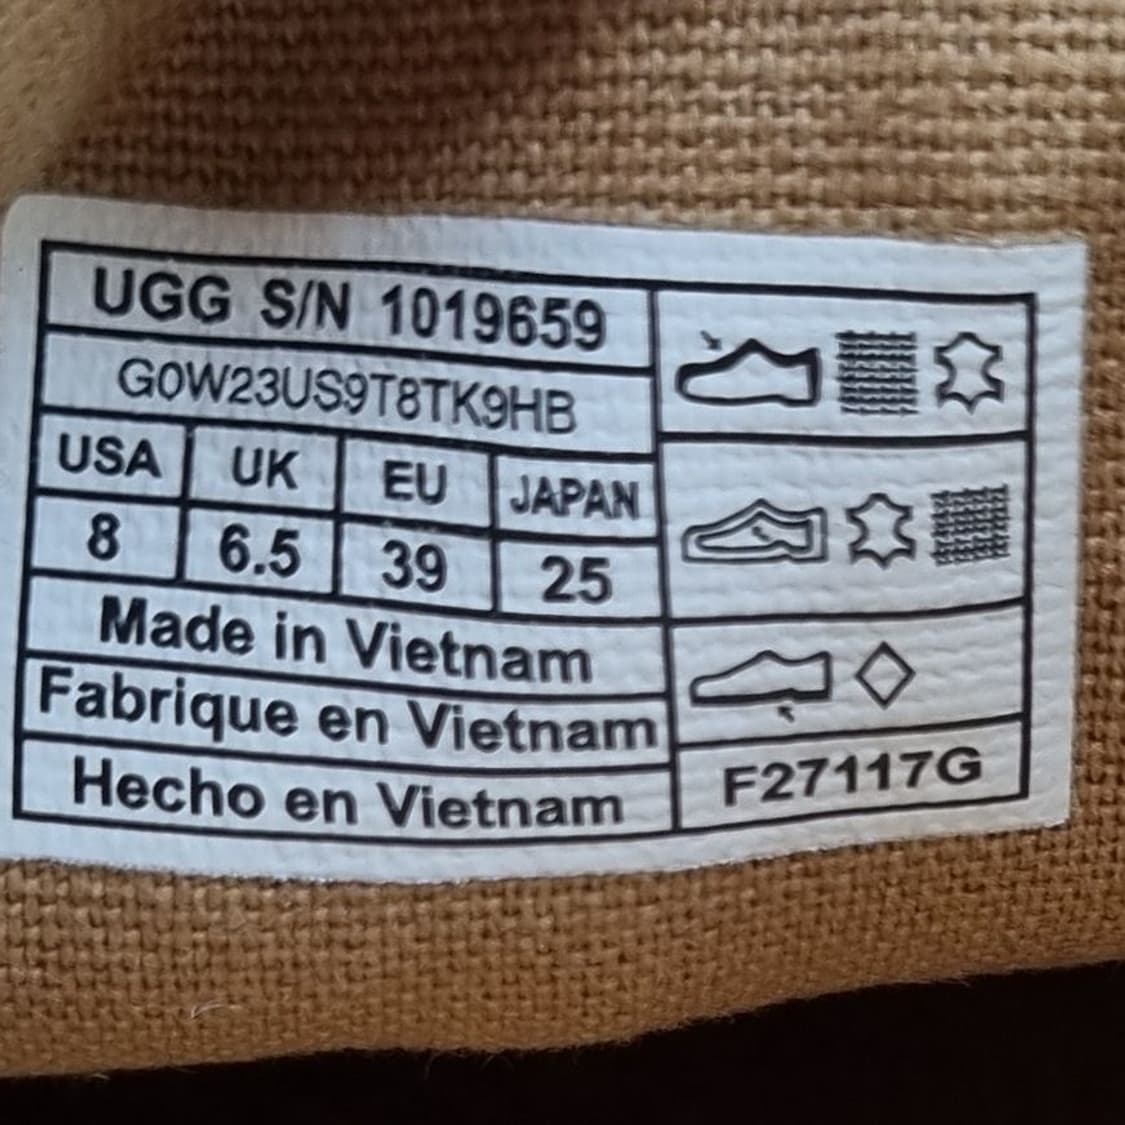 UGG S/N 1019659
G0W23US9T8TK9HB
USA UK EU JAPAN
8 6.5 39 25
Made in Vietnam
Fabrique en Vietnam
Hecho en Vietnam
F27117G